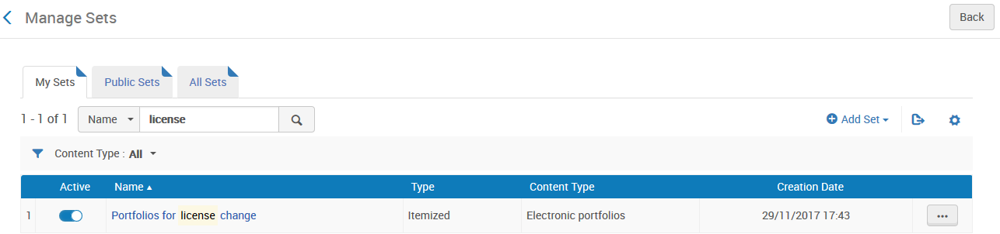 Manage Sets
Back
My Sets Public Sets All Sets
1 - 1 of 1 Name license Add Set
Content Type : All
Active Name Type Content Type Creation Date
1 Portfolios for license change Itemized Electronic portfolios 29/11/2017 17:43 ...